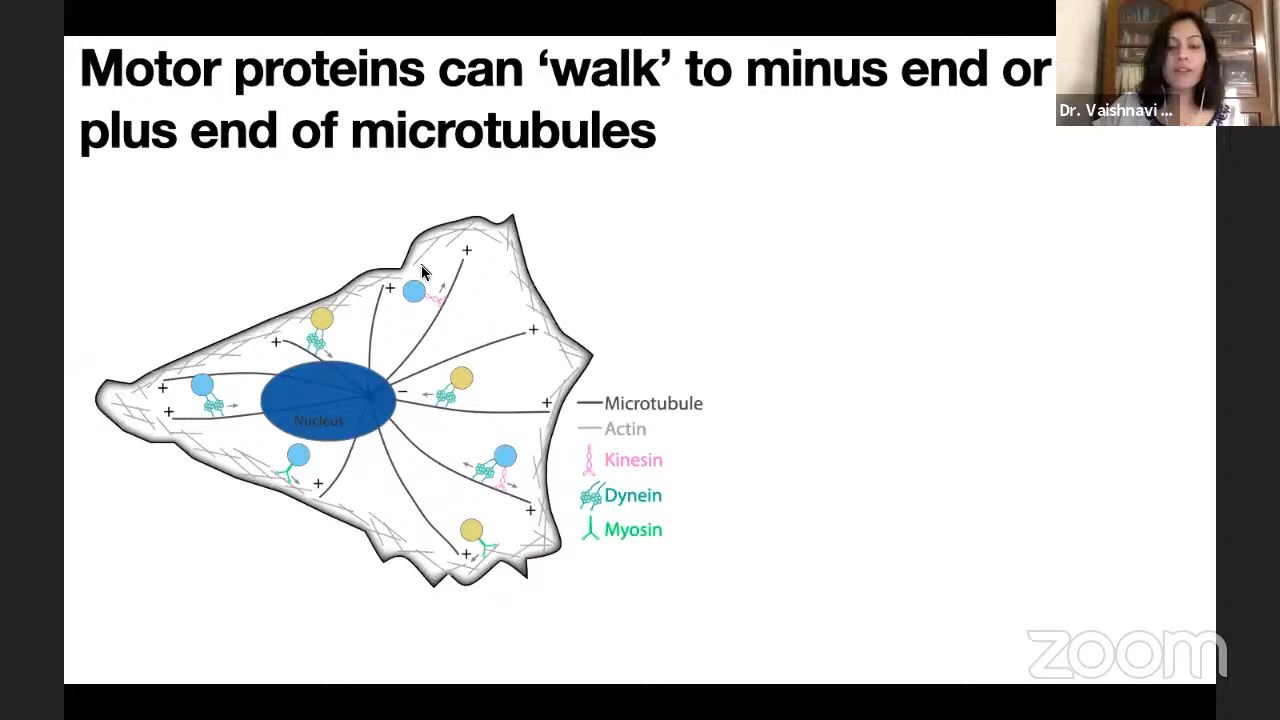 Motor proteins can ‘walk’ to minus end or
plus end of microtubules
Dr. Vaishnavi ...
+
+
+
+
+
+
−
+
+
Nucleus
+
+
+
Microtubule
Actin
Kinesin
Dynein
Myosin
zoom